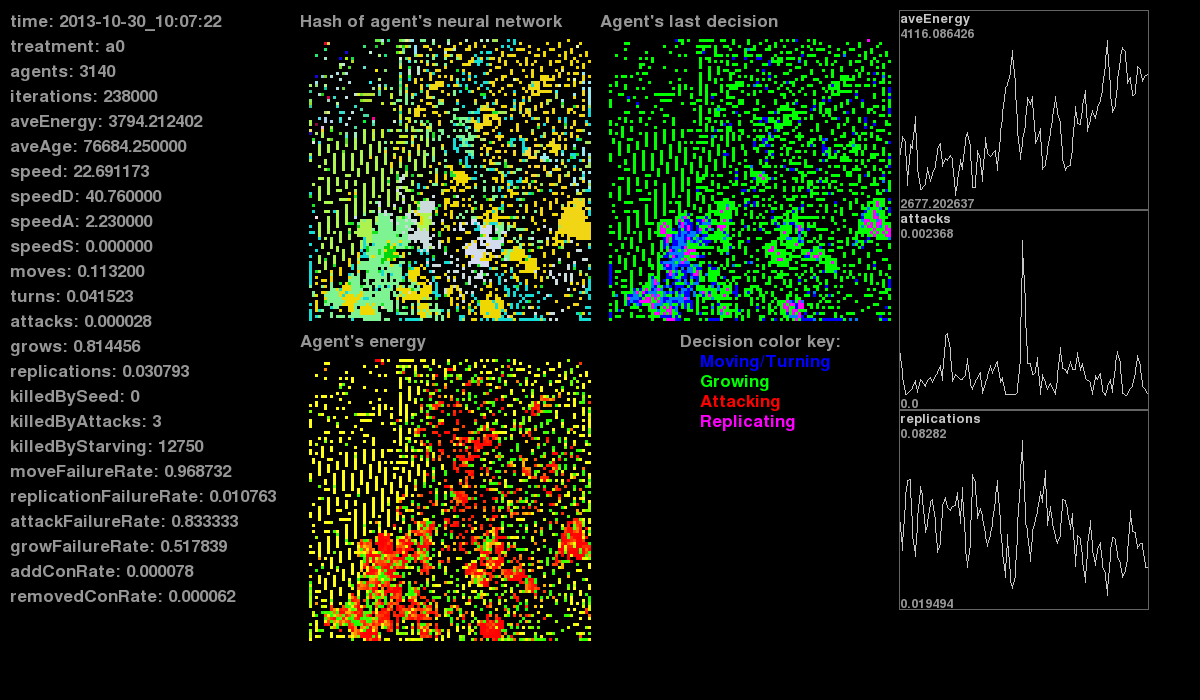 time: 2013-10-30_10:07:22
treatment: a0
agents: 3140
iterations: 238000
aveEnergy: 3794.212402
aveAge: 76684.250000
speed: 22.691173
speedD: 40.760000
speedA: 2.230000
speedS: 0.000000
moves: 0.113200
turns: 0.041523
attacks: 0.000028
grows: 0.814456
replications: 0.030793
killedBySeed: 0
killedByAttacks: 3
killedByStarving: 12750
moveFailureRate: 0.968732
replicationFailureRate: 0.010763
attackFailureRate: 0.833333
growFailureRate: 0.517839
addConRate: 0.000078
removedConRate: 0.000062
Hash of agent's neural network
Agent's last decision
Agent's energy
Decision color key:
Moving/Turning
Growing
Attacking
Replicating
aveEnergy
4116.086426
2677.202637
attacks
0.002368
0.0
replications
0.08282
0.019494